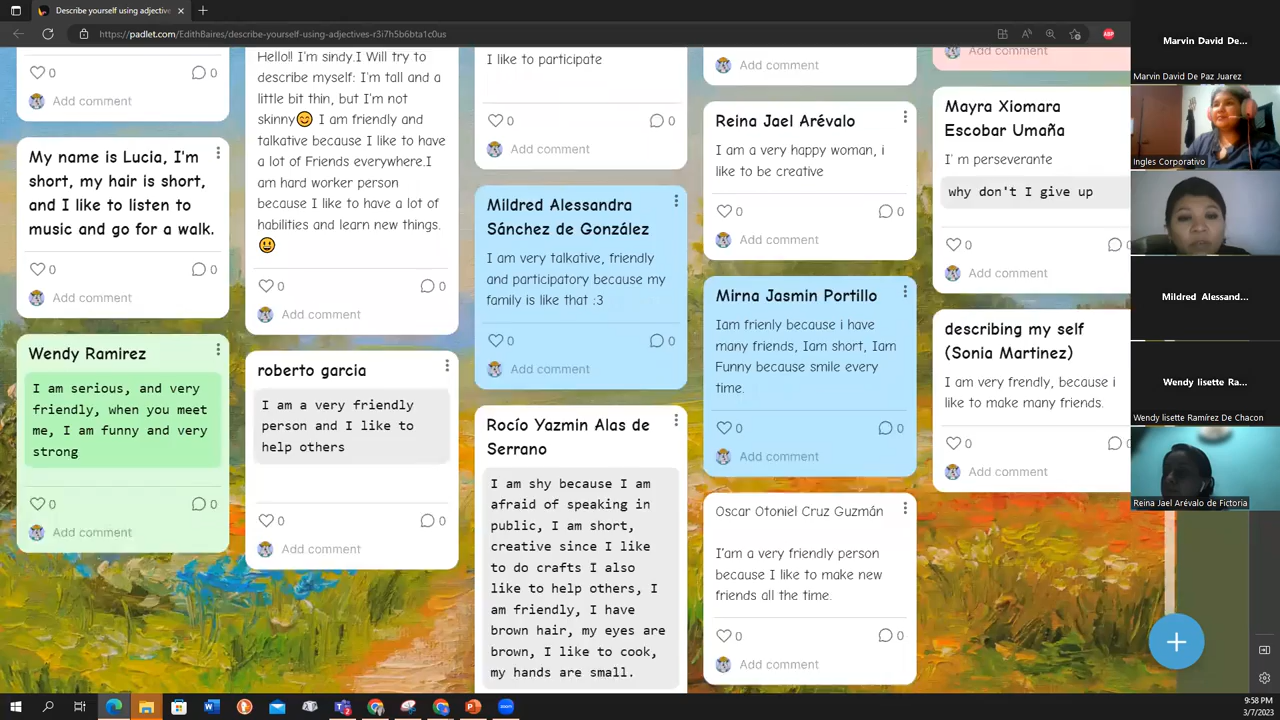 Describe yourself using adjective
https://padlet.com/EdithBaires/describe-yourself-using-adjectives-r3i7h5b6bta1c0us
0
0
Add comment
My name is Lucia, I'm
short, my hair is short,
and I like to listen to
music and go for a walk.
0
0
Add comment
Wendy Ramirez
I am serious, and very
friendly, when you meet
me, I am funny and very
strong
0
0
Add comment
Hello!! I'm sindy.I Will try to
describe myself: I'm tall and a
little bit thin, but I'm not
skinny😊 I am friendly and
talkative because I like to have
a lot of Friends everywhere.I
am hard worker person
because I like to have a lot of
habilities and learn new things.
🙂
0
0
Add comment
roberto garcia
I am a very friendly
person and I like to
help others
0
0
Add comment
I like to participate
0
0
Add comment
Mildred Alessandra
Sánchez de González
I am very talkative, friendly
and participatory because my
family is like that :3
0
0
Add comment
Rocío Yazmin Alas de
Serrano
I am shy because I am
afraid of speaking in
public, I am short,
creative since I like
to do crafts I also
like to help others, I
am friendly, I have
brown hair, my eyes are
brown, I like to cook,
my hands are small.
0
0
Add comment
Reina Jael Arévalo
I am a very happy woman, i
like to be creative
0
0
Add comment
Mirna Jasmin Portillo
Iam frienly because i have
many friends, Iam short, Iam
Funny because smile every
time.
0
0
Add comment
Oscar Otoniel Cruz Guzmán
I'am a very friendly person
because I like to make new
friends all the time.
0
0
Add comment
Add comment
Mayra Xiomara
Escobar Umaña
I' m perseverante
why don't I give up
0
Add comment
describing my self
(Sonia Martinez)
I am very frendly, because i
like to make many friends.
0
Add comment
Marvin David De...
Marvin David De Paz Juarez
Ingles Corporativo
Mildred Alessand...
Wendy lisette Ra...
Wendy lisette Ramírez De Chacon
Reina Jael Arévalo de Fictoria
9:58 PM
3/7/2023